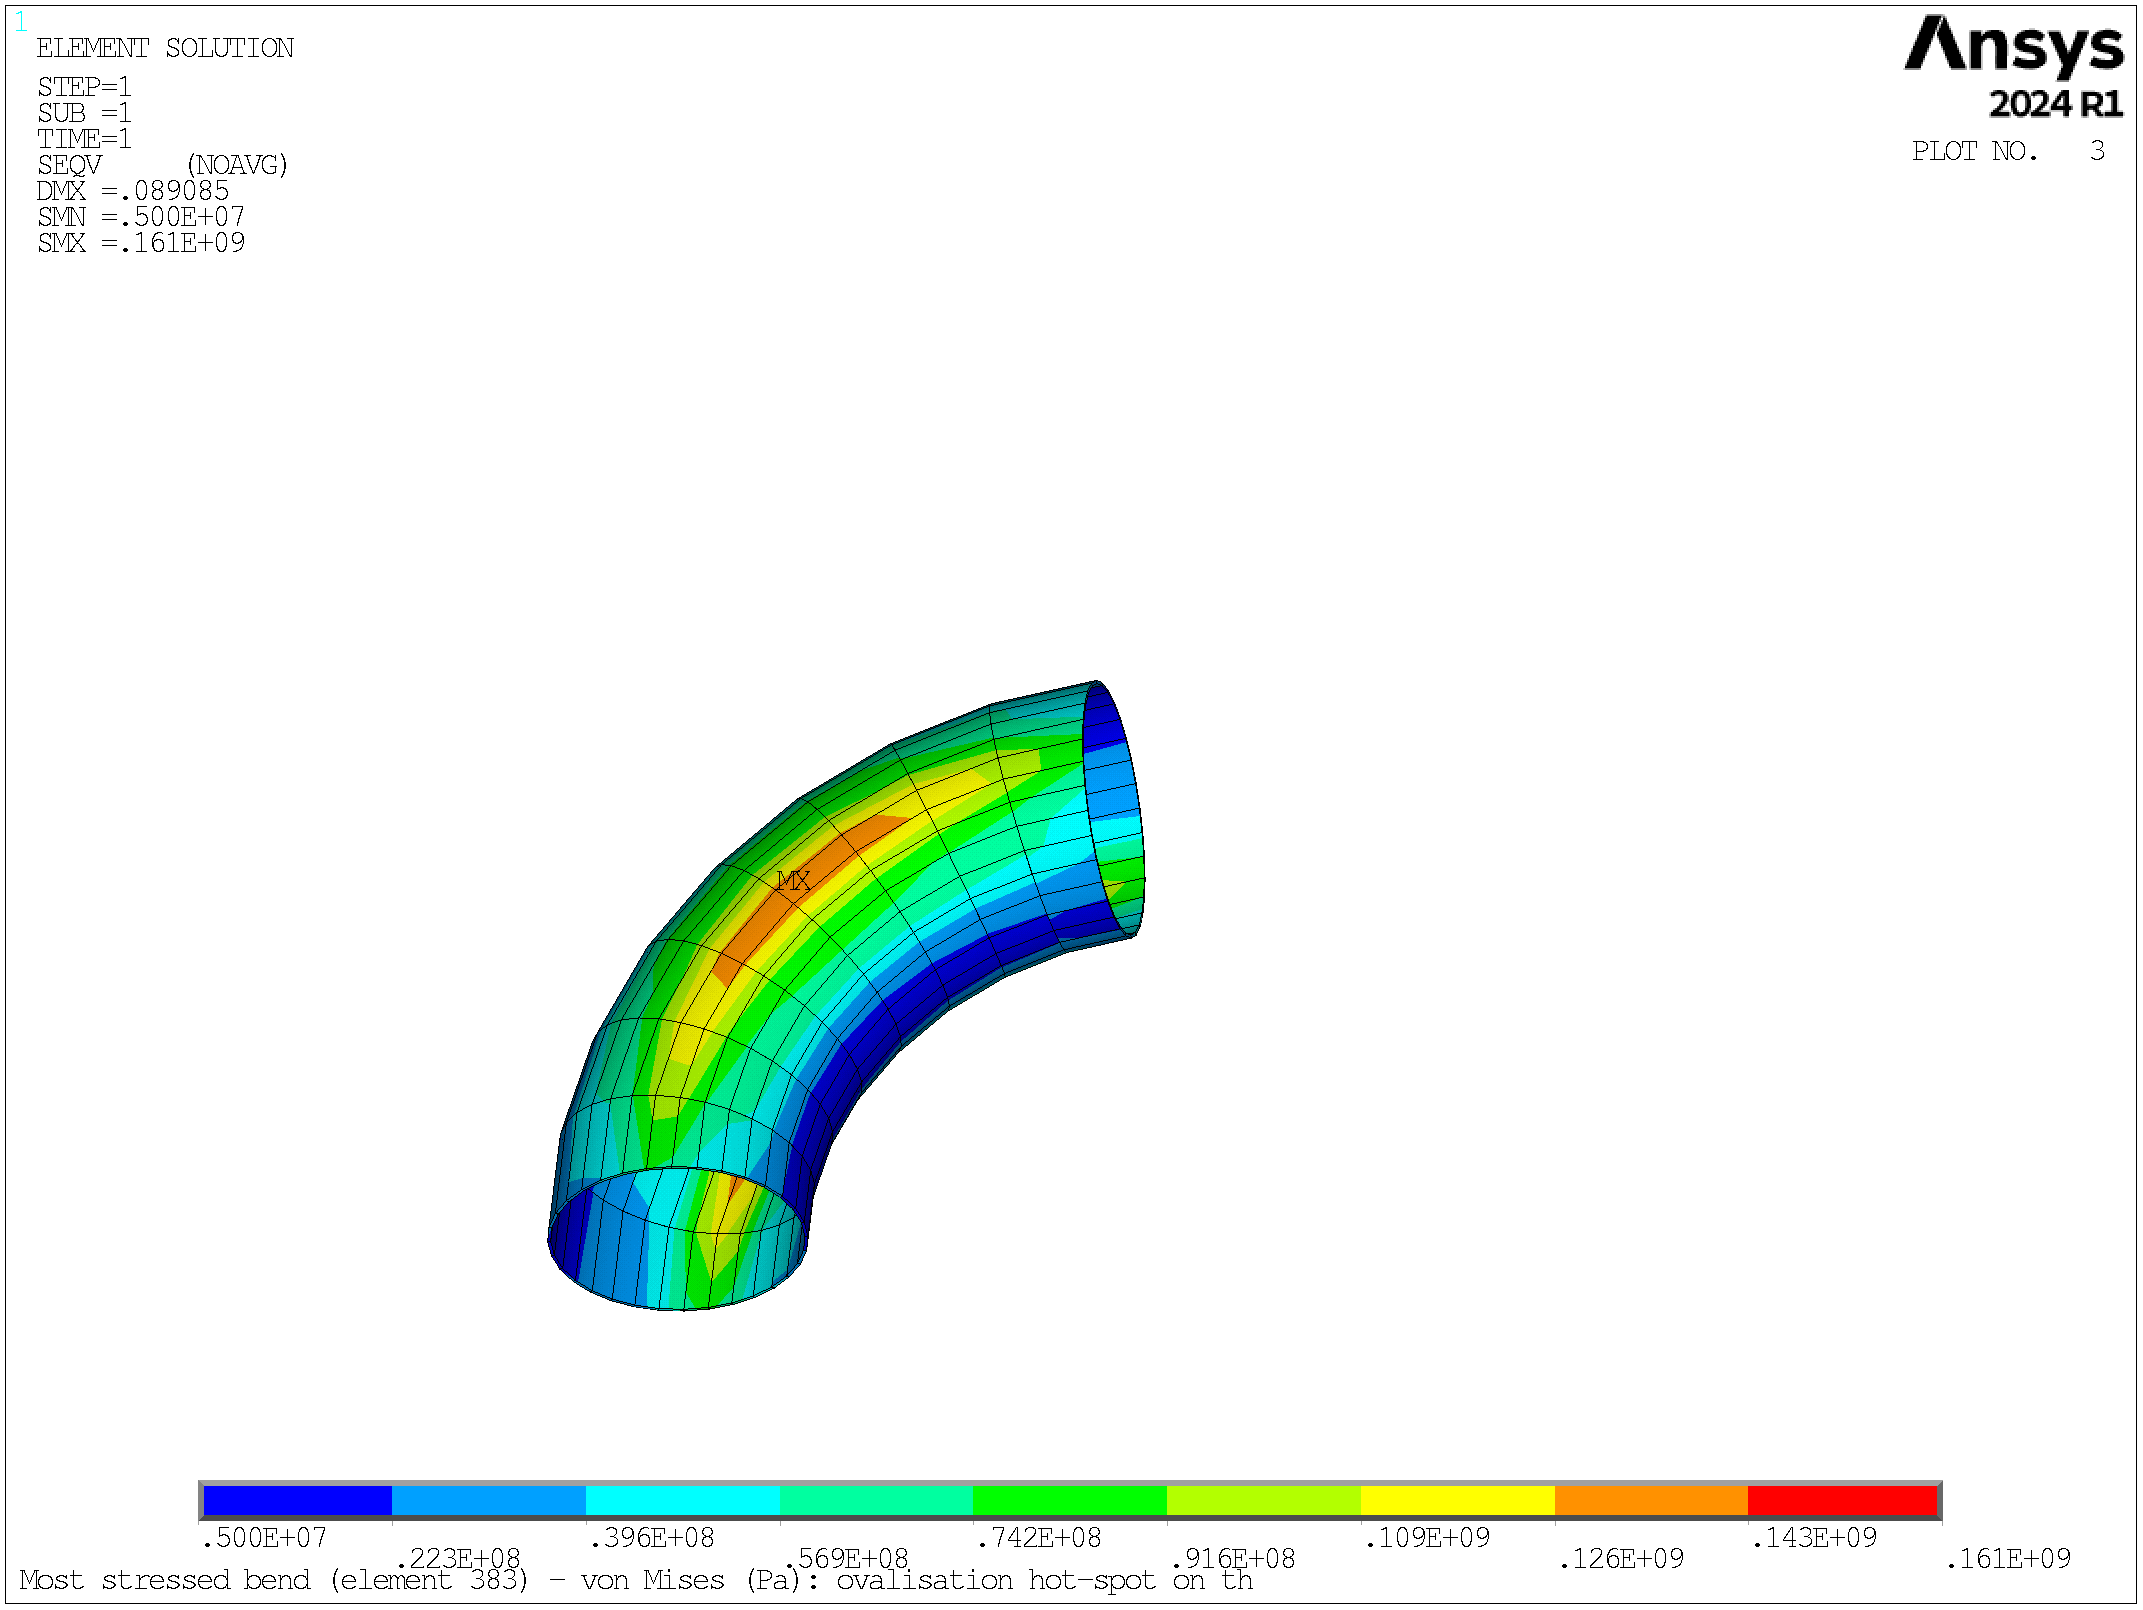 1
ELEMENT SOLUTION
STEP=1
SUB =1
TIME=1
SEQV (NOAVG)
DMX =.089085
SMN =.500E+07
SMX =.161E+09
Ansys
2024 R1
PLOT NO. 3
MX
.500E+07 .396E+08 .742E+08 .109E+09 .143E+09
.223E+08 .569E+08 .916E+08 .126E+09 .161E+09
Most stressed bend (element 383) - von Mises (Pa): ovalisation hot-spot on th